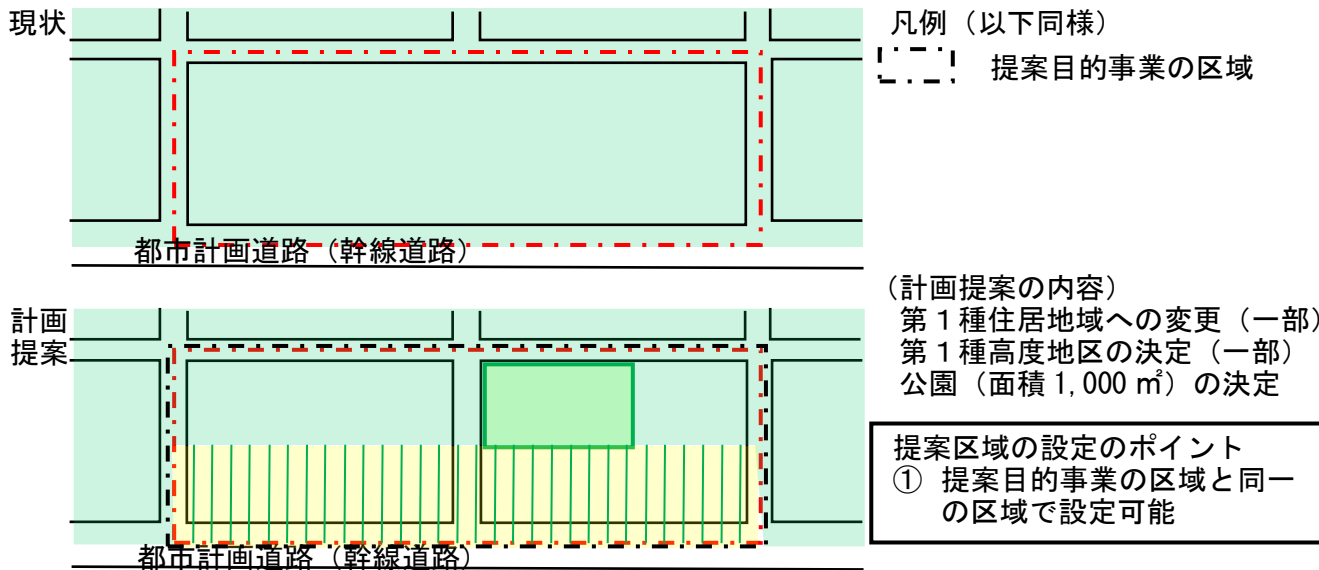 現状
凡例（以下同様）
提案目的事業の区域
都市計画道路（幹線道路）
計画
提案
（計画提案の内容）
第１種住居地域への変更（一部）
第１種高度地区の決定（一部）
公園（面積 1,000 ㎡）の決定
提案区域の設定のポイント
① 提案目的事業の区域と同一
の区域で設定可能
都市計画道路（幹線道路）